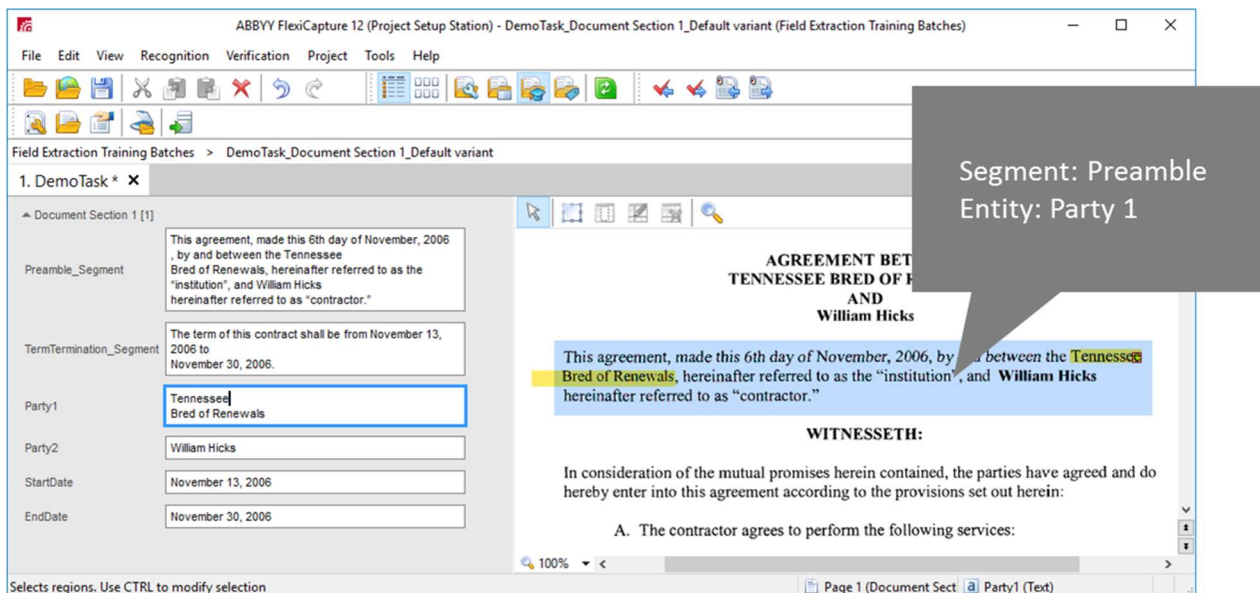 ABBYY FlexiCapture 12 (Project Setup Station) - DemoTask_Document Section 1_Default variant (Field Extraction Training Batches)
File Edit View Recognition Verification Project Tools Help
Field Extraction Training Batches > DemoTask_Document Section 1_Default variant
1. DemoTask *
Segment: Preamble
Entity: Party 1
Document Section 1 [1]
Preamble_Segment
This agreement, made this 6th day of November, 2006
, by and between the Tennessee
Bred of Renewals, hereinafter referred to as the
“institution”, and William Hicks
hereinafter referred to as “contractor.”
TermTermination_Segment
The term of this contract shall be from November 13,
2006 to
November 30, 2006.
Party1
Tennessee
Bred of Renewals
Party2
William Hicks
StartDate
November 13, 2006
EndDate
November 30, 2006
AGREEMENT BET
TENNESSEE BRED OF
AND
William Hicks
This agreement, made this 6th day of November, 2006, by between the Tennessee
Bred of Renewals, hereinafter referred to as the “institution”, and William Hicks
hereinafter referred to as “contractor.”
WITNESSETH:
In consideration of the mutual promises herein contained, the parties have agreed and do
hereby enter into this agreement according to the provisions set out herein:
A. The contractor agrees to perform the following services:
100%
Selects regions. Use CTRL to modify selection
Page 1 (Document Sect
a Party1 (Text)